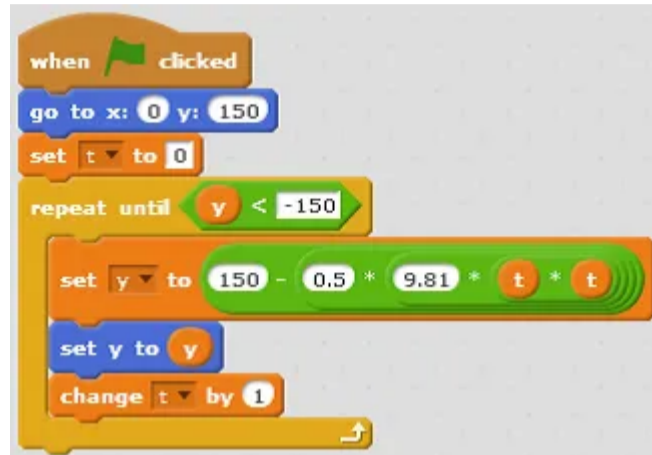 when clicked
go to x: 0 y: 150
set t to 0
repeat until y < -150
set y to 150 - 0.5 * 9.81 * t * t
set y to y
change t by 1